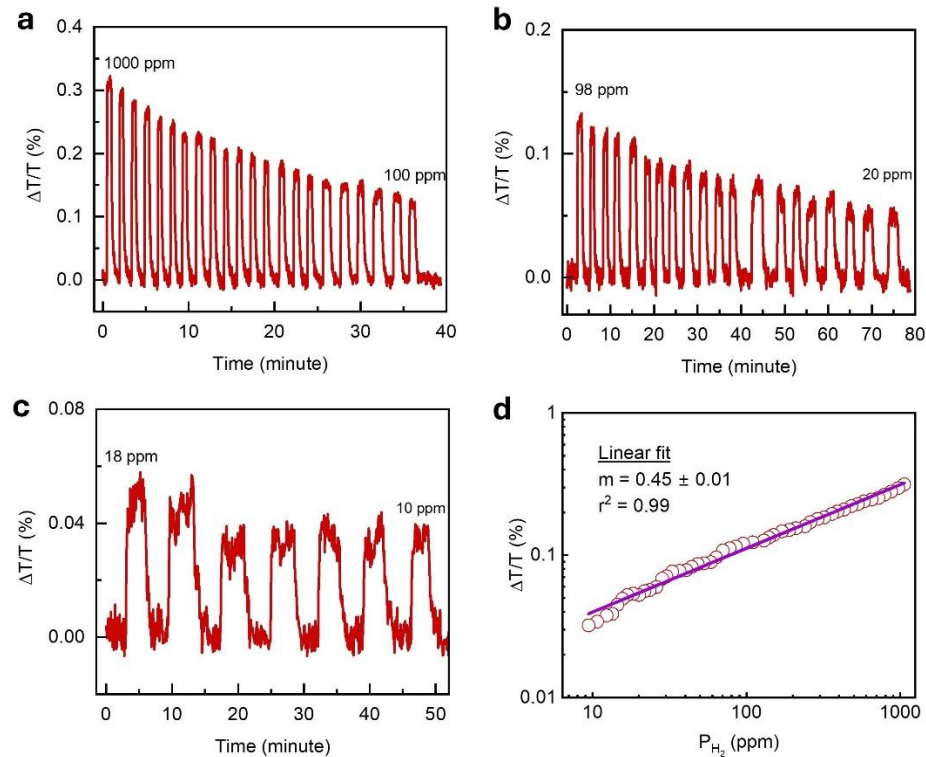 a
0.4
0.3
0.2
0.1
0.0
ΔT/T (%)
1000 ppm
100 ppm
0 10 20 30 40
Time (minute)
b
0.2
0.1
0.0
ΔT/T (%)
98 ppm
20 ppm
0 10 20 30 40 50 60 70 80
Time (minute)
c
0.08
0.04
0.00
ΔT/T (%)
18 ppm
10 ppm
0 10 20 30 40 50
Time (minute)
d
1
0.1
0.01
ΔT/T (%)
Linear fit
m = 0.45 ± 0.01
r² = 0.99
10 100 1000
P_H₂ (ppm)